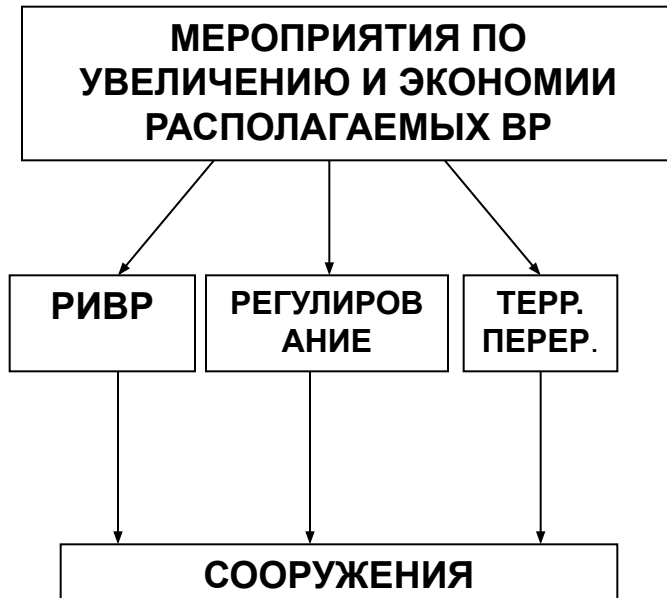 МЕРОПРИЯТИЯ ПО
УВЕЛИЧЕНИЮ И ЭКОНОМИИ
РАСПОЛАГАЕМЫХ ВР
РИВР
РЕГУЛИРОВ
АНИЕ
ТЕРР.
ПЕРЕР.
СООРУЖЕНИЯ